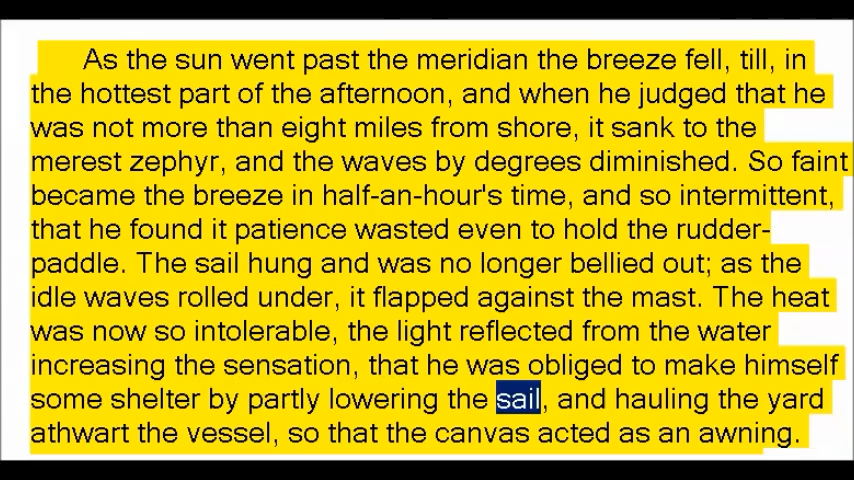 As the sun went past the meridian the breeze fell, till, in
the hottest part of the afternoon, and when he judged that he
was not more than eight miles from shore, it sank to the
merest zephyr, and the waves by degrees diminished. So faint
became the breeze in half-an-hour's time, and so intermittent,
that he found it patience wasted even to hold the rudder-
paddle. The sail hung and was no longer bellied out; as the
idle waves rolled under, it flapped against the mast. The heat
was now so intolerable, the light reflected from the water
increasing the sensation, that he was obliged to make himself
some shelter by partly lowering the sail, and hauling the yard
athwart the vessel, so that the canvas acted as an awning.